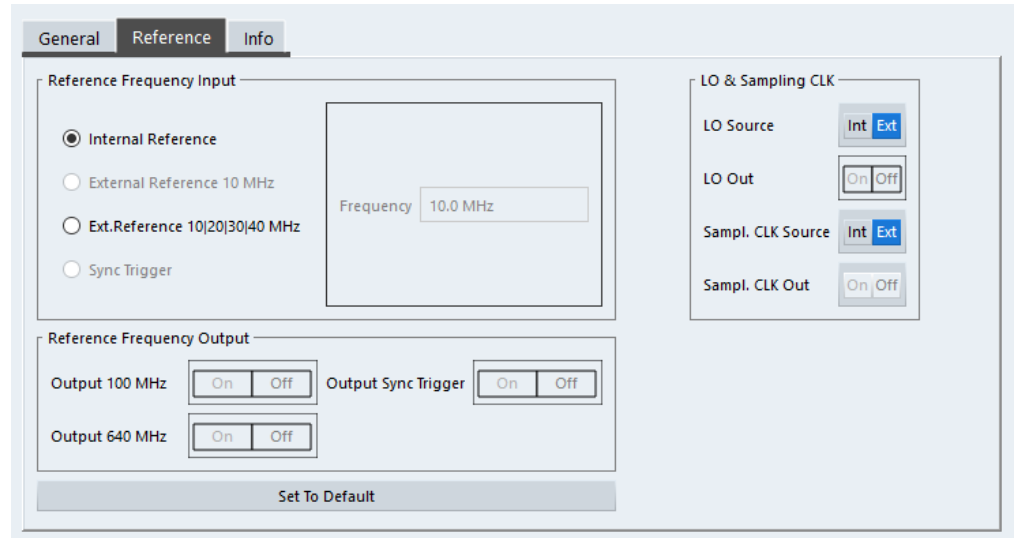 General Reference Info
Reference Frequency Input
Internal Reference
External Reference 10 MHz
Ext.Reference 10|20|30|40 MHz
Sync Trigger
Frequency 10.0 MHz
LO & Sampling CLK
LO Source Int Ext
LO Out On Off
Sampl. CLK Source Int Ext
Sampl. CLK Out On Off
Reference Frequency Output
Output 100 MHz On Off Output Sync Trigger On Off
Output 640 MHz On Off
Set To Default